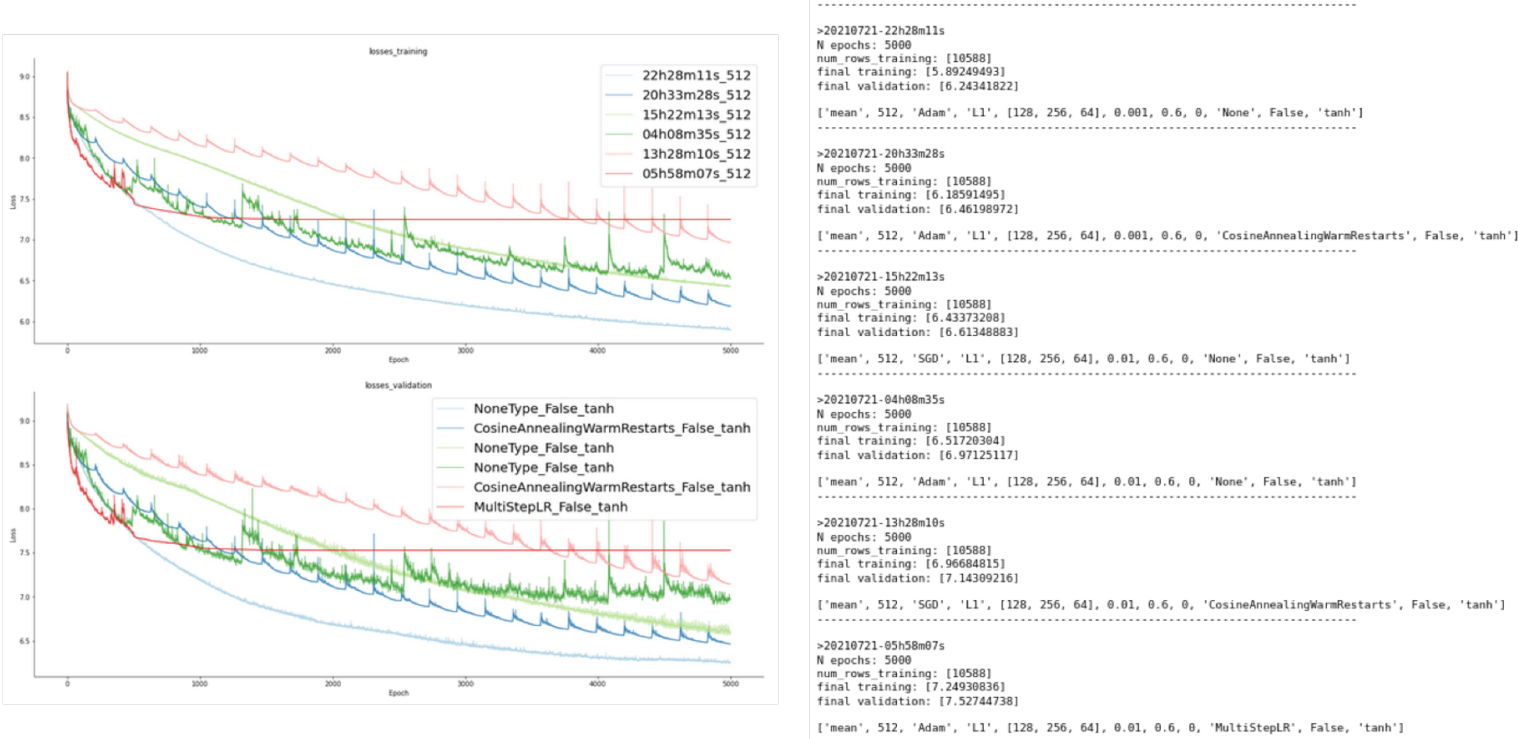 losses_training
9.0
8.5
8.0
7.5
7.0
6.5
6.0
Loss
22h28m11s_512
20h33m28s_512
15h22m13s_512
04h08m35s_512
13h28m10s_512
05h58m07s_512
0 1000 2000 3000 4000 5000
Epoch
losses_validation
9.0
8.5
8.0
7.5
7.0
6.5
Loss
NoneType_False_tanh
CosineAnnealingWarmRestarts_False_tanh
NoneType_False_tanh
NoneType_False_tanh
CosineAnnealingWarmRestarts_False_tanh
MultiStepLR_False_tanh
0 1000 2000 3000 4000 5000
Epoch
--------------------------------------------------------------------------------
>20210721-22h28m11s
N epochs: 5000
num_rows_training: [10588]
final training: [5.89249493]
final validation: [6.24341822]
['mean', 512, 'Adam', 'L1', [128, 256, 64], 0.001, 0.6, 0, 'None', False, 'tanh']
--------------------------------------------------------------------------------
>20210721-20h33m28s
N epochs: 5000
num_rows_training: [10588]
final training: [6.18591495]
final validation: [6.46198972]
['mean', 512, 'Adam', 'L1', [128, 256, 64], 0.001, 0.6, 0, 'CosineAnnealingWarmRestarts', False, 'tanh']
--------------------------------------------------------------------------------
>20210721-15h22m13s
N epochs: 5000
num_rows_training: [10588]
final training: [6.43373208]
final validation: [6.61348883]
['mean', 512, 'SGD', 'L1', [128, 256, 64], 0.01, 0.6, 0, 'None', False, 'tanh']
--------------------------------------------------------------------------------
>20210721-04h08m35s
N epochs: 5000
num_rows_training: [10588]
final training: [6.51720304]
final validation: [6.97125117]
['mean', 512, 'Adam', 'L1', [128, 256, 64], 0.01, 0.6, 0, 'None', False, 'tanh']
--------------------------------------------------------------------------------
>20210721-13h28m10s
N epochs: 5000
num_rows_training: [10588]
final training: [6.96684815]
final validation: [7.14309216]
['mean', 512, 'SGD', 'L1', [128, 256, 64], 0.01, 0.6, 0, 'CosineAnnealingWarmRestarts', False, 'tanh']
--------------------------------------------------------------------------------
>20210721-05h58m07s
N epochs: 5000
num_rows_training: [10588]
final training: [7.24930836]
final validation: [7.52744738]
['mean', 512, 'Adam', 'L1', [128, 256, 64], 0.01, 0.6, 0, 'MultiStepLR', False, 'tanh']